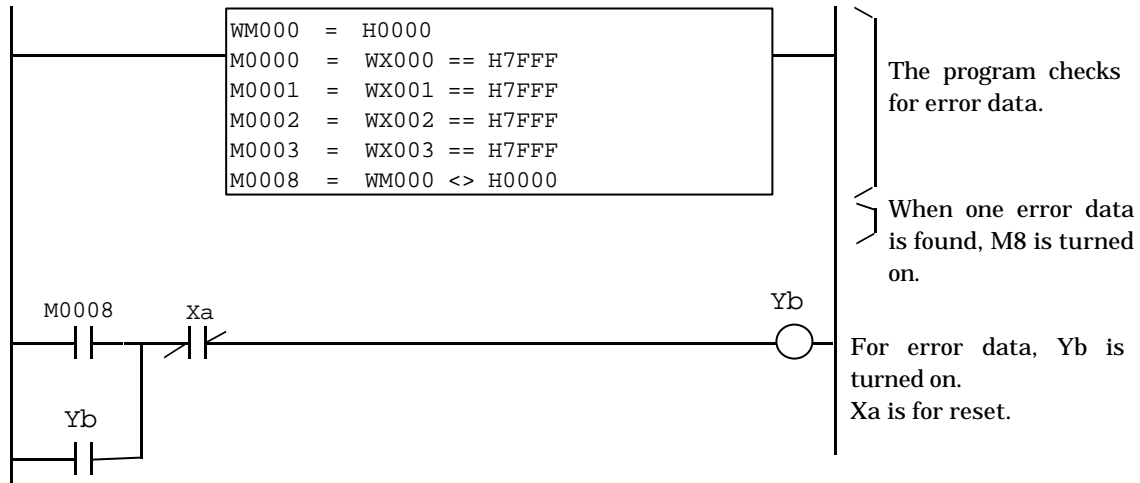 WM000 = H0000
M0000 = WX000 == H7FFF
M0001 = WX001 == H7FFF
M0002 = WX002 == H7FFF
M0003 = WX003 == H7FFF
M0008 = WM000 <> H0000
The program checks
for error data.
When one error data
is found, M8 is turned
on.
M0008
Xa
Yb
For error data, Yb is
turned on.
Xa is for reset.
Yb